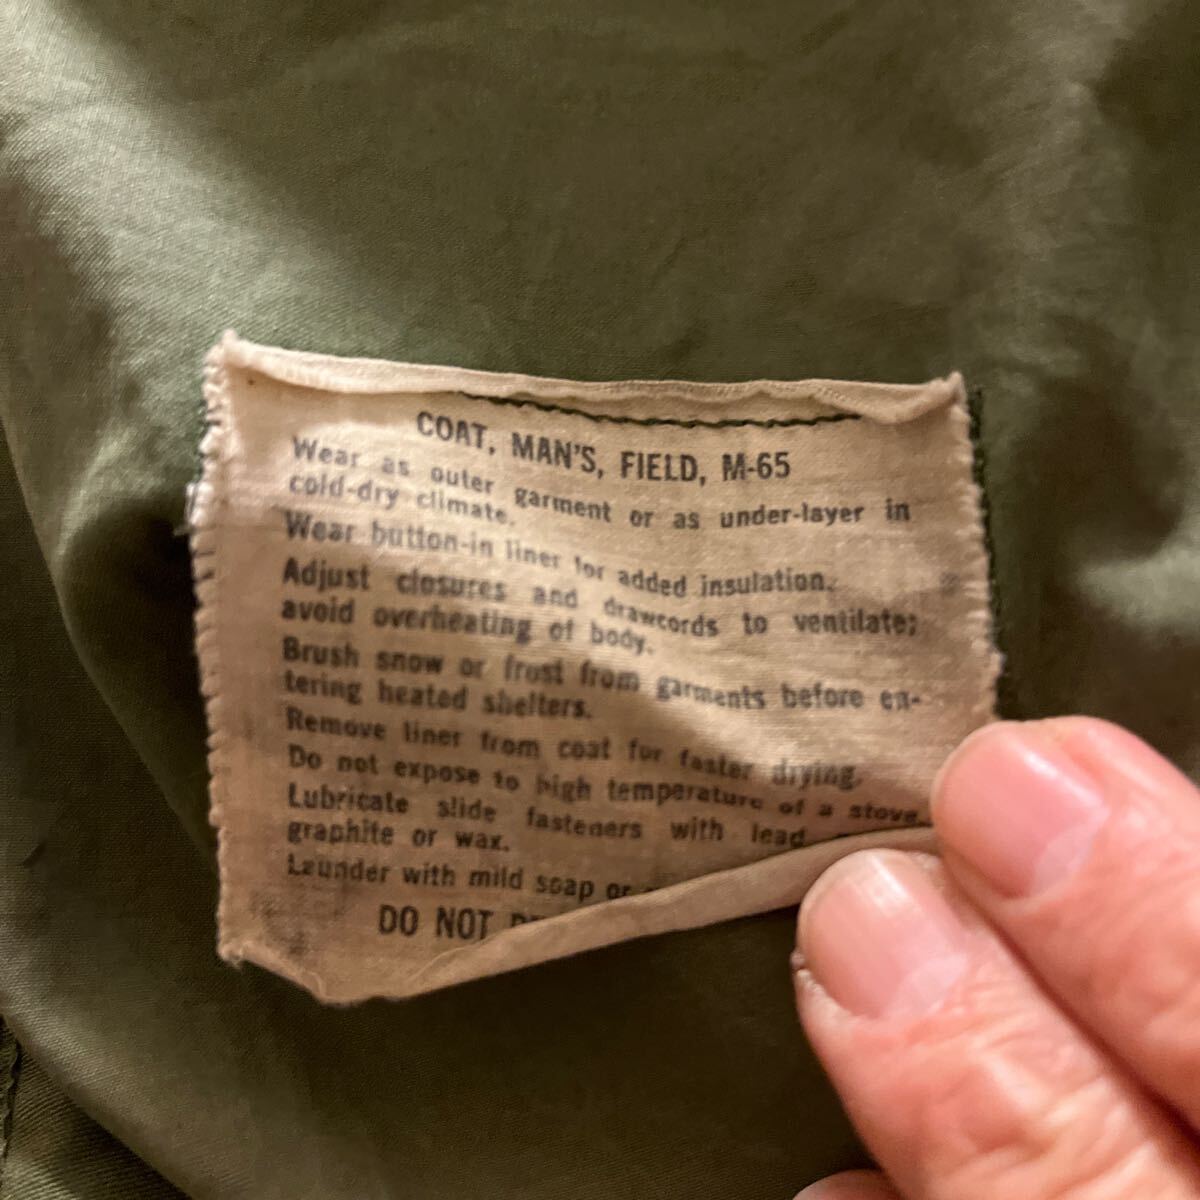 COAT, MAN'S, FIELD, M-65
Wear as outer garment or as under-layer in
cold-dry climate.
Wear button-in liner for added insulation.
Adjust closures and drawcords to ventilate;
avoid overheating of body.
Brush snow or frost from garments before en-
tering heated shelters.
Remove liner from coat for faster drying.
Do not expose to high temperature of a stove.
Lubricate slide fasteners with lead
graphite or wax.
Launder with mild soap or
DO NOT